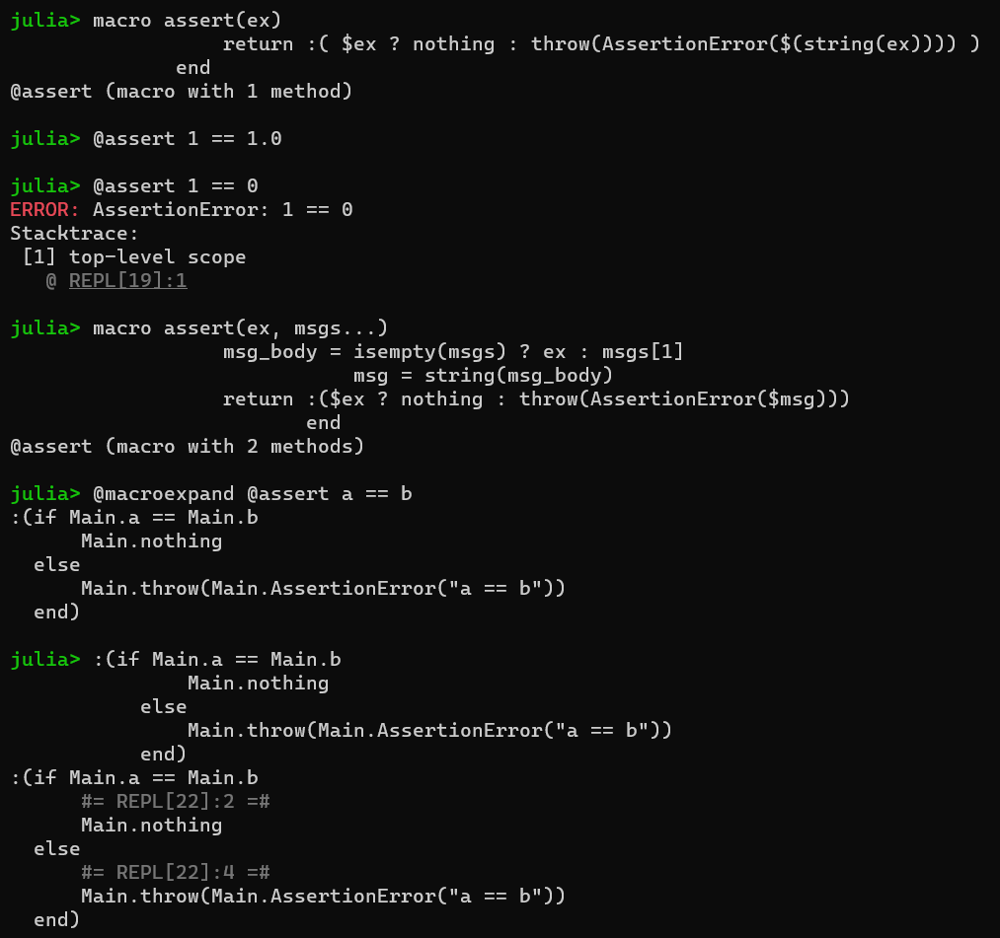 julia> macro assert(ex)
                  return :( $ex ? nothing : throw(AssertionError($(string(ex)))) )
              end
@assert (macro with 1 method)

julia> @assert 1 == 1.0

julia> @assert 1 == 0
ERROR: AssertionError: 1 == 0
Stacktrace:
 [1] top-level scope
   @ REPL[19]:1

julia> macro assert(ex, msgs...)
                  msg_body = isempty(msgs) ? ex : msgs[1]
                             msg = string(msg_body)
                  return :($ex ? nothing : throw(AssertionError($msg)))
                         end
@assert (macro with 2 methods)

julia> @macroexpand @assert a == b
:(if Main.a == Main.b
      Main.nothing
  else
      Main.throw(Main.AssertionError("a == b"))
  end)

julia> :(if Main.a == Main.b
               Main.nothing
           else
               Main.throw(Main.AssertionError("a == b"))
           end)
:(if Main.a == Main.b
      #= REPL[22]:2 =#
      Main.nothing
  else
      #= REPL[22]:4 =#
      Main.throw(Main.AssertionError("a == b"))
  end)